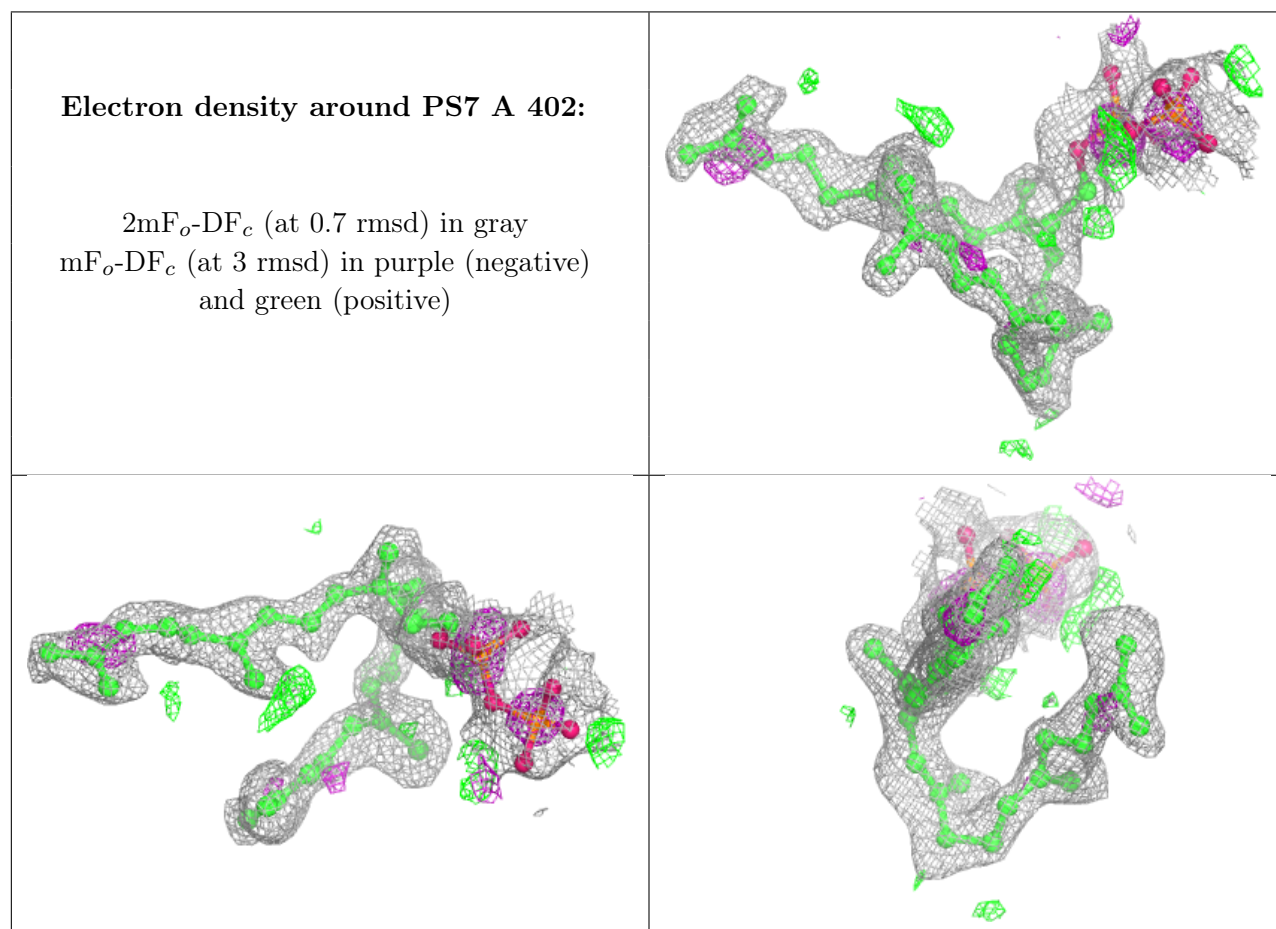 Electron density around PS7 A 402:
2mFo-DFc (at 0.7 rmsd) in gray
mFo-DFc (at 3 rmsd) in purple (negative)
and green (positive)